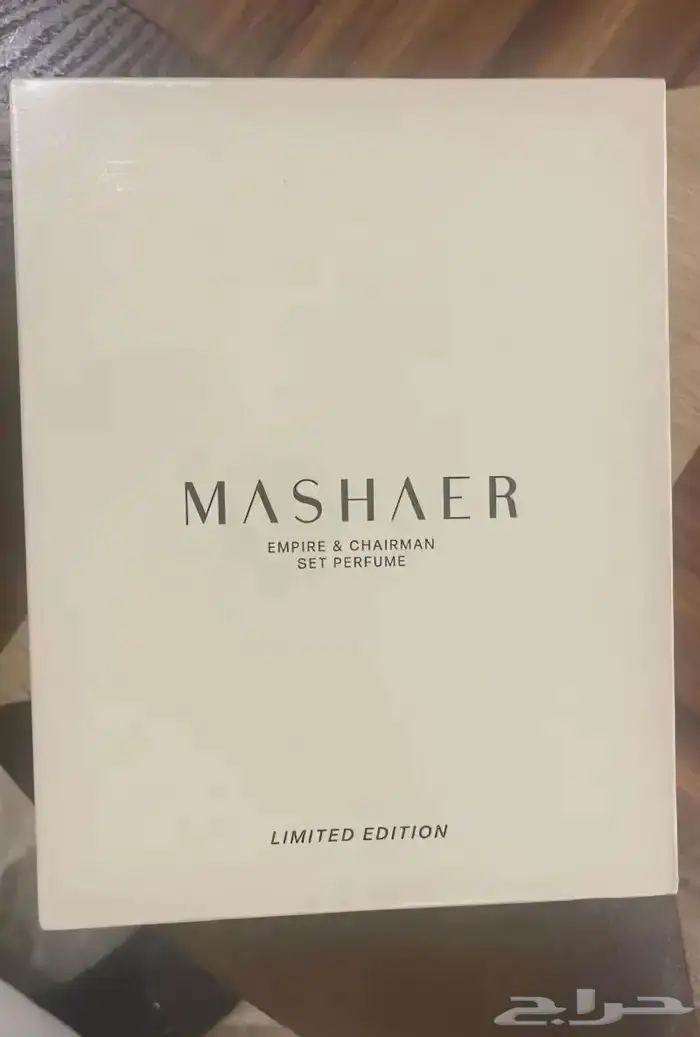 MASHAER
EMPIRE & CHAIRMAN
SET PERFUME
LIMITED EDITION
حراج